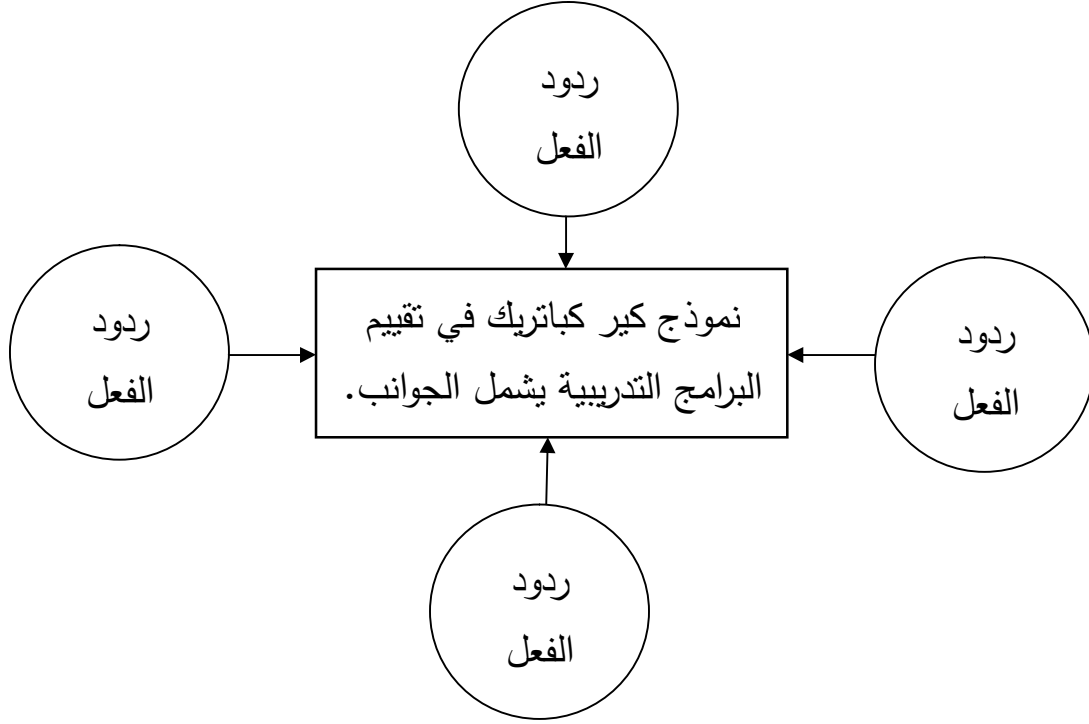 ردود
الفعل
نموذج كير كباتريك في تقييم
البرامج التدريبية يشمل الجوانب.
ردود
الفعل
ردود
الفعل
ردود
الفعل